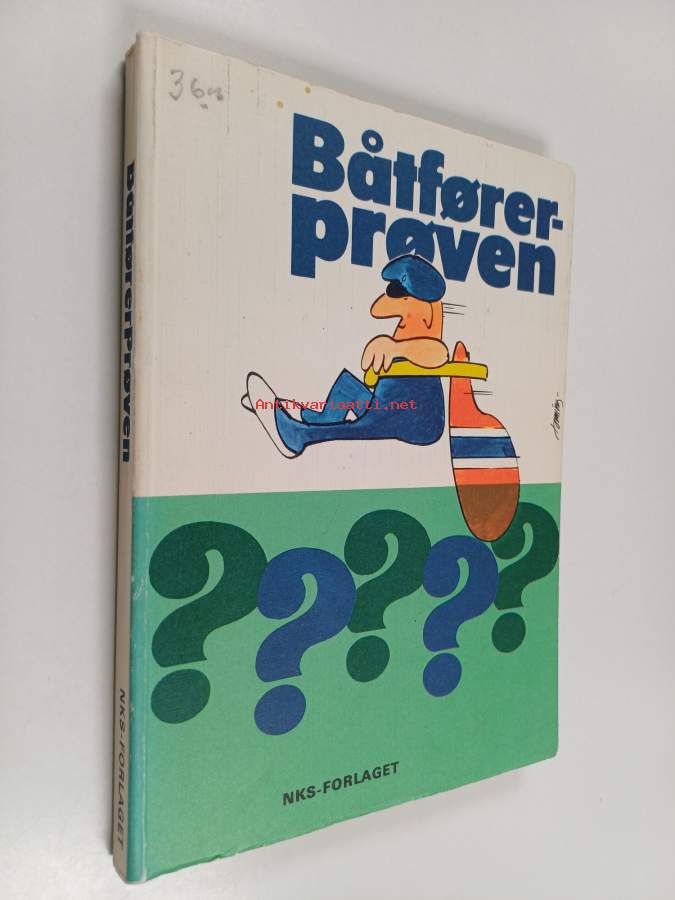 36,-
Båtfører-
prøven
Båtførerprøven
Antikvariaatti.net
NKS-FORLAGET
NKS-FORLAGET